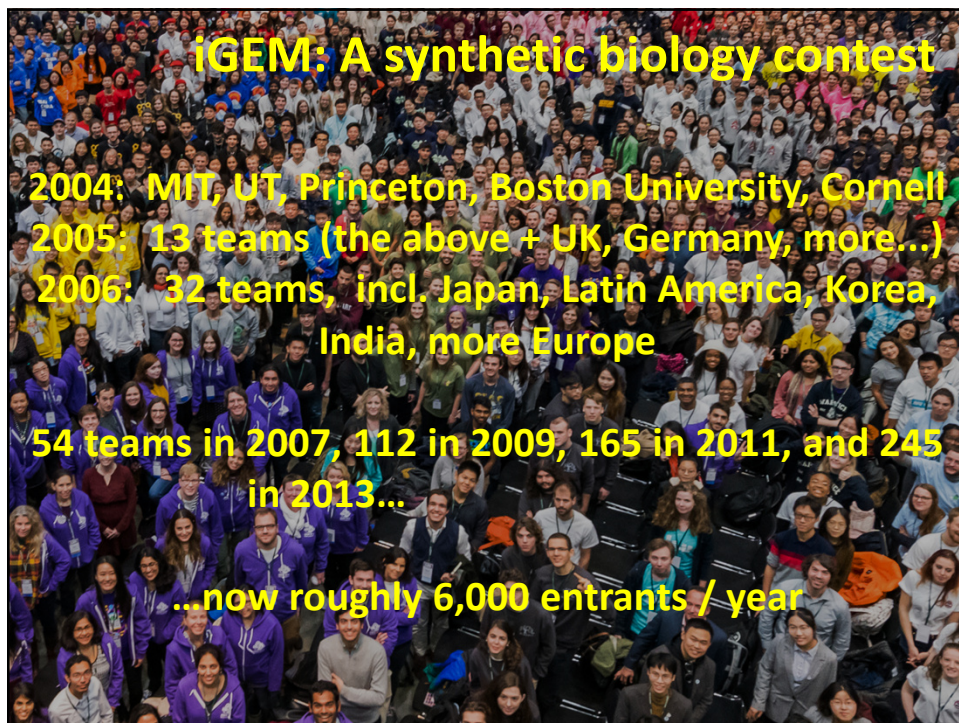 iGEM: A synthetic biology contest
2004: MIT, UT, Princeton, Boston University, Cornell
2005: 13 teams (the above + UK, Germany, more...)
2006: 32 teams, incl. Japan, Latin America, Korea,
India, more Europe
54 teams in 2007, 112 in 2009, 165 in 2011, and 245
in 2013…
…now roughly 6,000 entrants / year